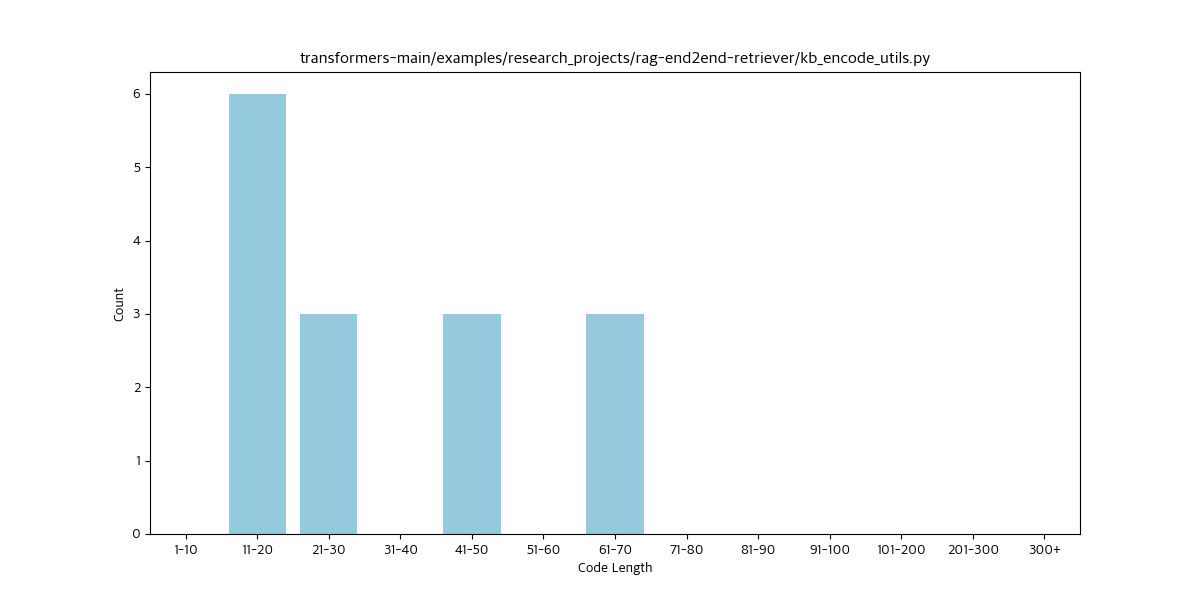 transformers-main/examples/research_projects/rag-end2end-retriever/kb_encode_utils.py
6
5
4
3
2
1
0
Count
1-10 11-20 21-30 31-40 41-50 51-60 61-70 71-80 81-90 91-100 101-200 201-300 300+
Code Length